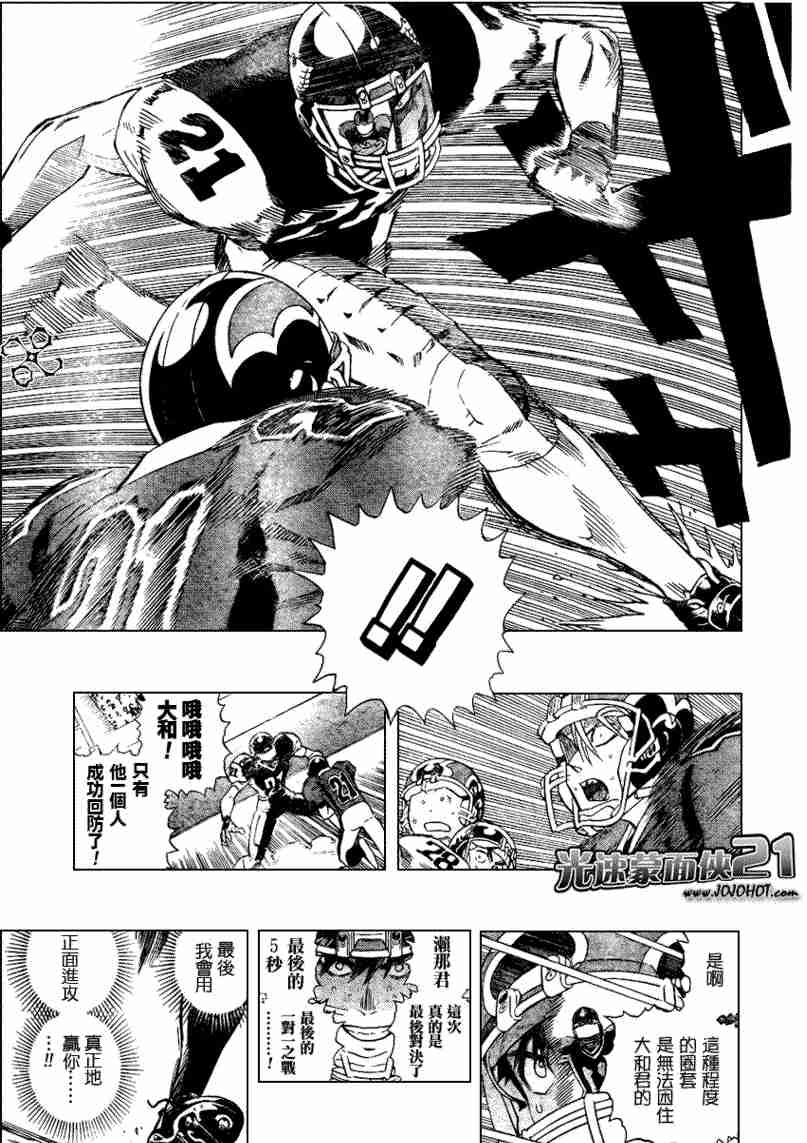 21
21
!!
28
哦哦哦哦
大和！
只有
他一個人
成功回防了！
21
21
光速蒙面俠21
www.JOJOHOT.com
是啊
這種程度
的圈套
是無法困住
大和君的
瀨那君
這次
真的是
最後對決了
最後的
5秒
最後的
一對一之戰
………！！
最後
我會用
正面進攻
真正地
贏你……
…!!